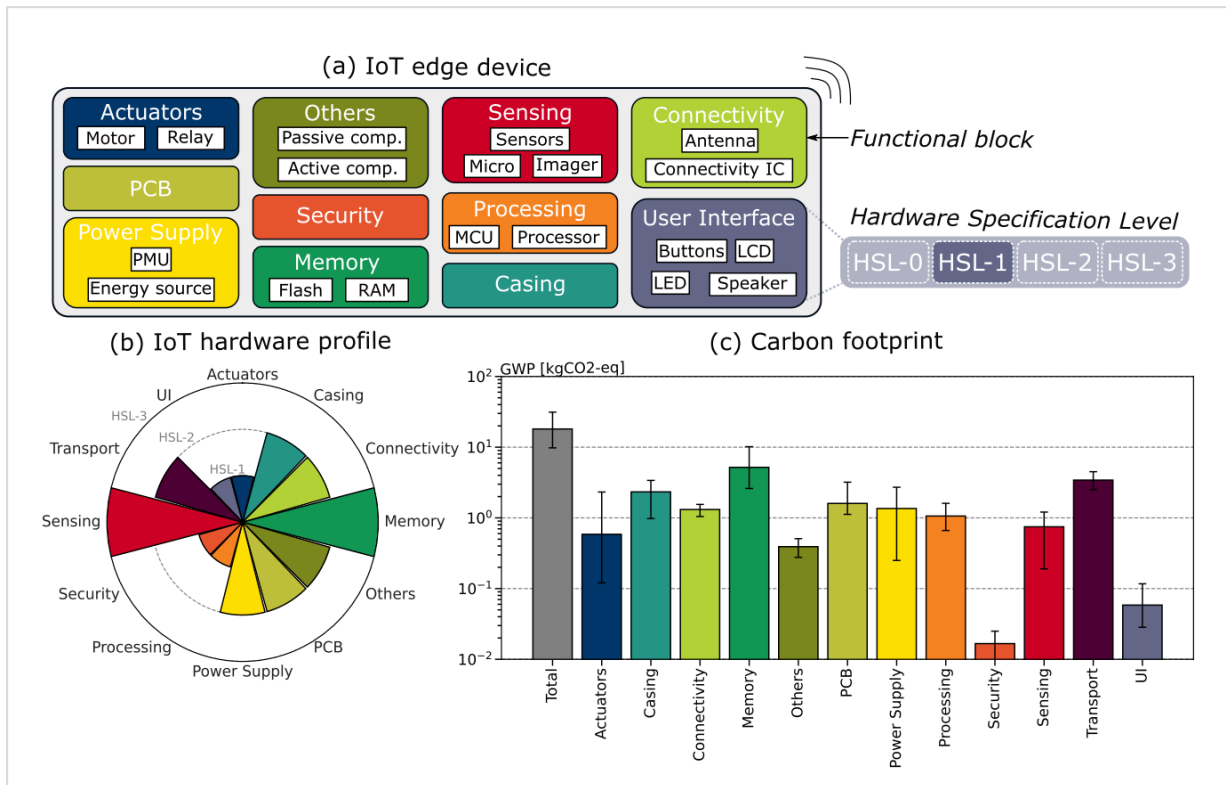 (a) IoT edge device
Actuators
Motor Relay
PCB
Power Supply
PMU
Energy source
Others
Passive comp.
Active comp.
Security
Memory
Flash RAM
Sensing
Sensors
Micro Imager
Processing
MCU Processor
Casing
Connectivity
Antenna
Connectivity IC
User Interface
Buttons LCD
LED Speaker
Functional block
Hardware Specification Level
HSL-0 HSL-1 HSL-2 HSL-3
(b) IoT hardware profile
Actuators
UI
Casing
HSL-3
Transport
HSL-2
Connectivity
HSL-1
Sensing
Memory
Security
Others
Processing
PCB
Power Supply
(c) Carbon footprint
GWP [kgCO2-eq]
10²
10¹
10⁰
10⁻¹
10⁻²
Total
Actuators
Casing
Connectivity
Memory
Others
PCB
Power Supply
Processing
Security
Sensing
Transport
UI